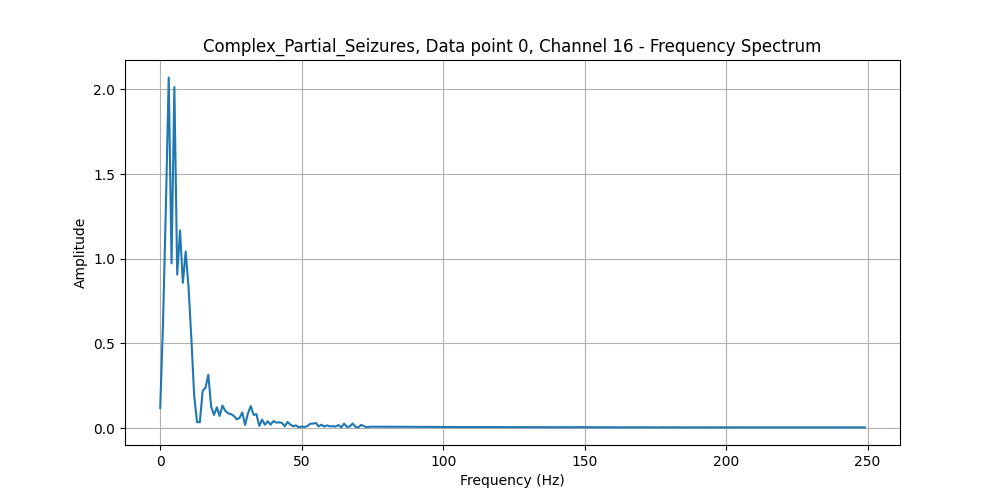 Complex_Partial_Seizures, Data point 0, Channel 16 - Frequency Spectrum
2.0
1.5
1.0
0.5
0.0
Amplitude
0 50 100 150 200 250
Frequency (Hz)